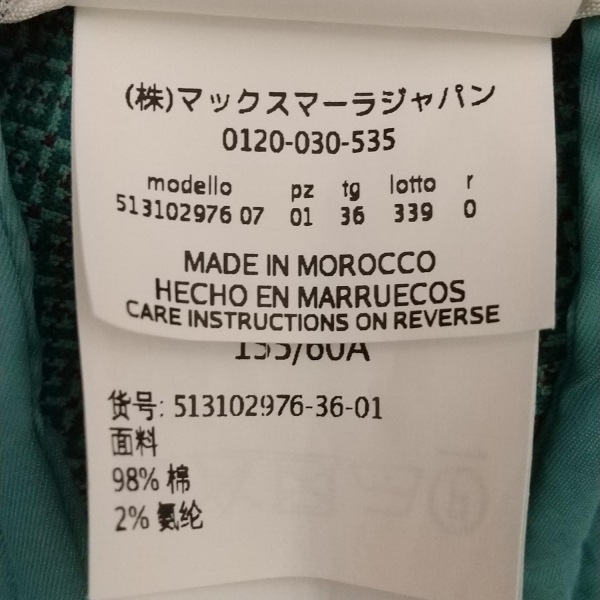 (株)マックスマーラジャパン
0120-030-535
modello pz tg lotto r
513102976 07 01 36 339 0
MADE IN MOROCCO
HECHO EN MARRUECOS
CARE INSTRUCTIONS ON REVERSE
155/60A
货号: 513102976-36-01
面料
98% 棉
2% 氨纶